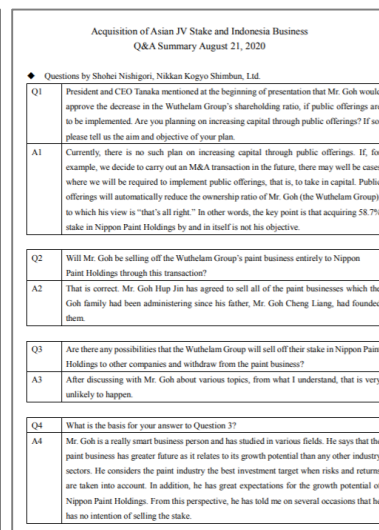 Acquisition of Asian JV Stake and Indonesia Business
Q&A Summary August 21, 2020
◆ Questions by Shohei Nishigori, Nikkan Kogyo Shimbun, Ltd.
Q1 President and CEO Tanaka mentioned at the beginning of presentation that Mr. Goh would
approve the decrease in the Wuthelam Group's shareholding ratio, if public offerings are
to be implemented. Are you planning on increasing capital through public offerings? If so
please tell us the aim and objective of your plan.
A1 Currently, there is no such plan on increasing capital through public offerings. If, fo
example, we decide to carry out an M&A transaction in the future, there may well be cases
where we will be required to implement public offerings, that is, to take in capital. Public
offerings will automatically reduce the ownership ratio of Mr. Goh (the Wuthelam Group),
to which his view is "that's all right." In other words, the key point is that acquiring 58.7%
stake in Nippon Paint Holdings by and in itself is not his objective.
Q2 Will Mr. Goh be selling off the Wuthelam Group's paint business entirely to Nippon
Paint Holdings through this transaction?
A2 That is correct. Mr. Goh Hup Jin has agreed to sell all of the paint businesses which the
Goh family had been administering since his father, Mr. Goh Cheng Liang, had founded
them.
Q3 Are there any possibilities that the Wuthelam Group will sell off their stake in Nippon Pain
Holdings to other companies and withdraw from the paint business?
A3 After discussing with Mr. Goh about various topics, from what I understand, that is very
unlikely to happen.
Q4 What is the basis for your answer to Question 3?
A4 Mr. Goh is a really smart business person and has studied in various fields. He says that the
paint business has greater future as it relates to its growth potential than any other industry
sectors. He considers the paint industry the best investment target when risks and returns
are taken into account. In addition, he has great expectations for the growth potential of
Nippon Paint Holdings. From this perspective, he has told me on several occasions that he
has no intention of selling the stake.